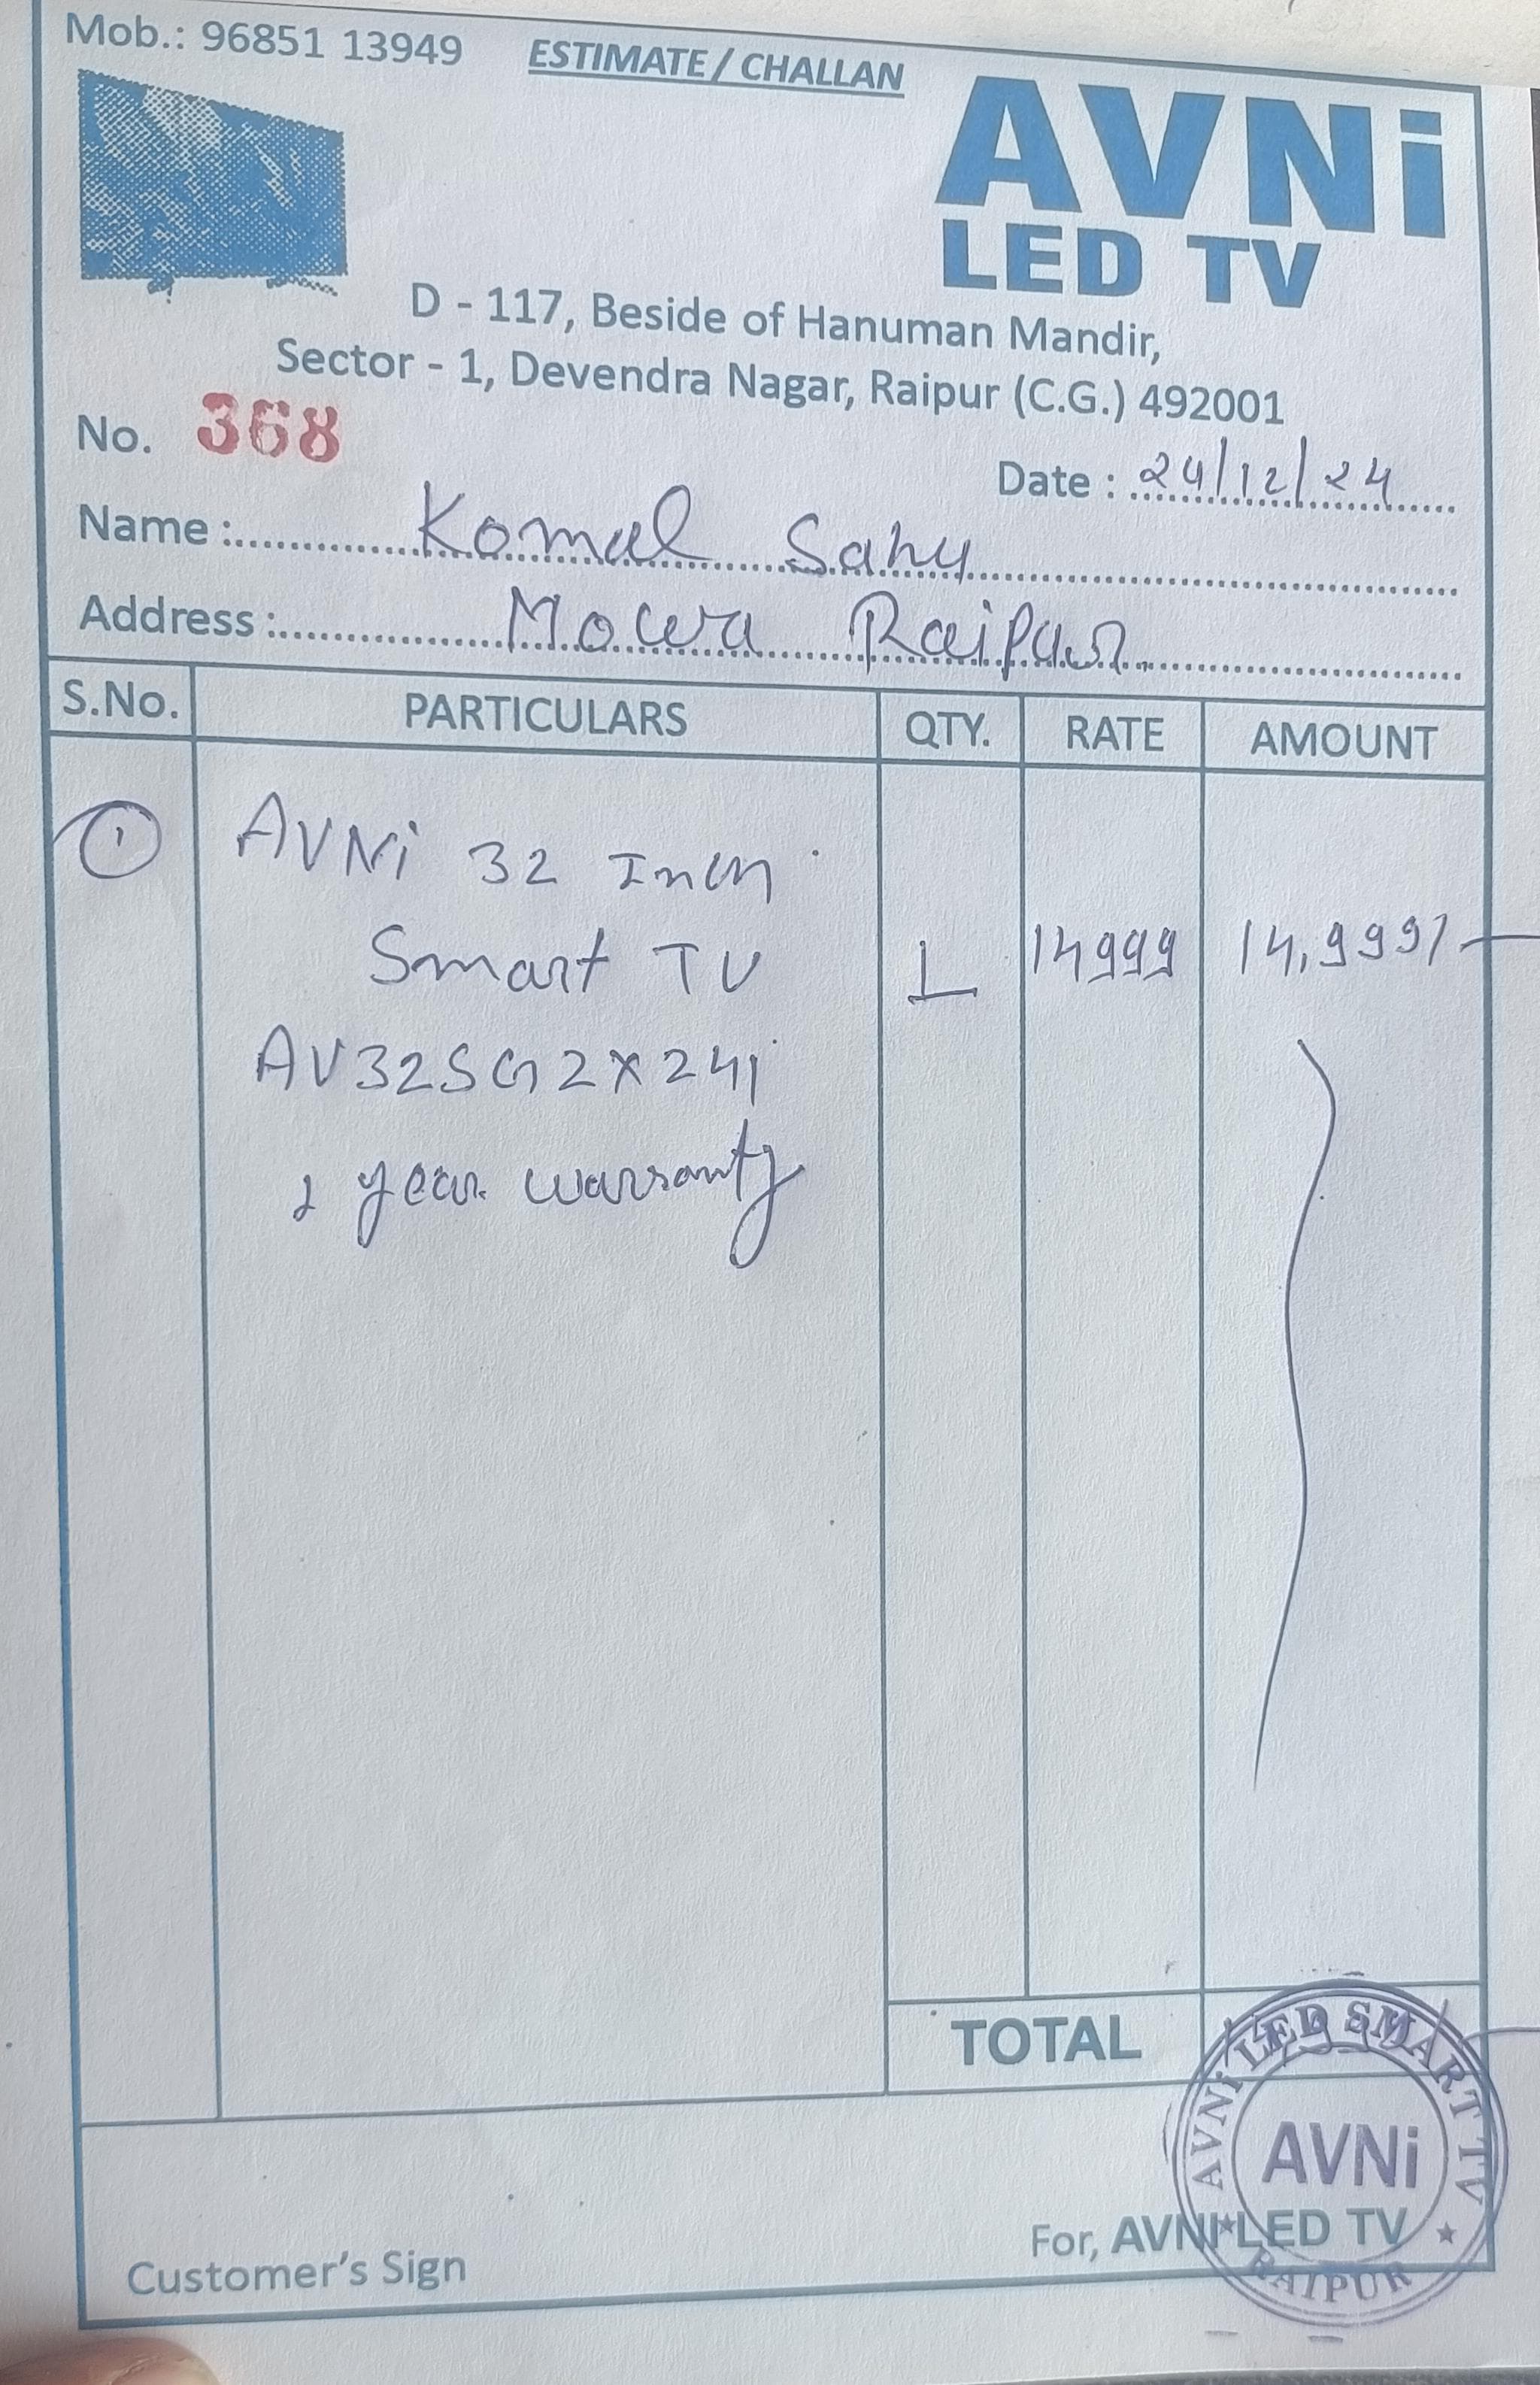 Mob.: 96851 13949
ESTIMATE / CHALLAN
AVNi
LED TV
D - 117, Beside of Hanuman Mandir,
Sector - 1, Devendra Nagar, Raipur (C.G.) 492001
No. 368
Date : 24/12/24
Name : Komal Sahu
Address : Mowa Raipur.
S.No. PARTICULARS QTY. RATE AMOUNT
1 AVNi 32 Inch
Smart TV 1 14999 14,999/-
AV32SG2X24i
year warranty
TOTAL
AVNi LED SMART TV
AVNi
RAIPUR
For, AVNi LED TV
Customer's Sign